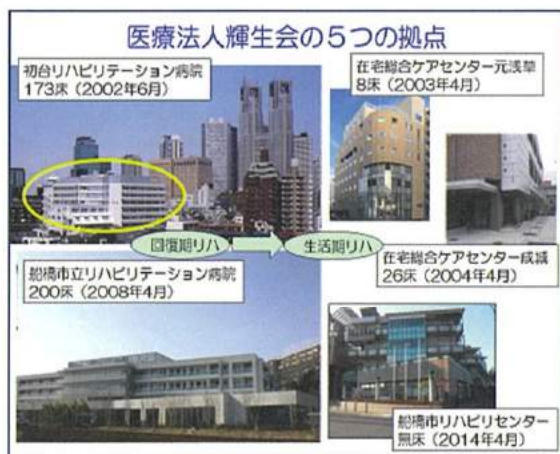 医療法人輝生会の5つの拠点
初台リハビリテーション病院
173床（2002年6月）
在宅総合ケアセンター元浅草
8床（2003年4月）
回復期リハ
生活期リハ
在宅総合ケアセンター成城
26床（2004年4月）
船橋市立リハビリテーション病院
200床（2008年4月）
船橋市リハビリセンター
無床（2014年4月）